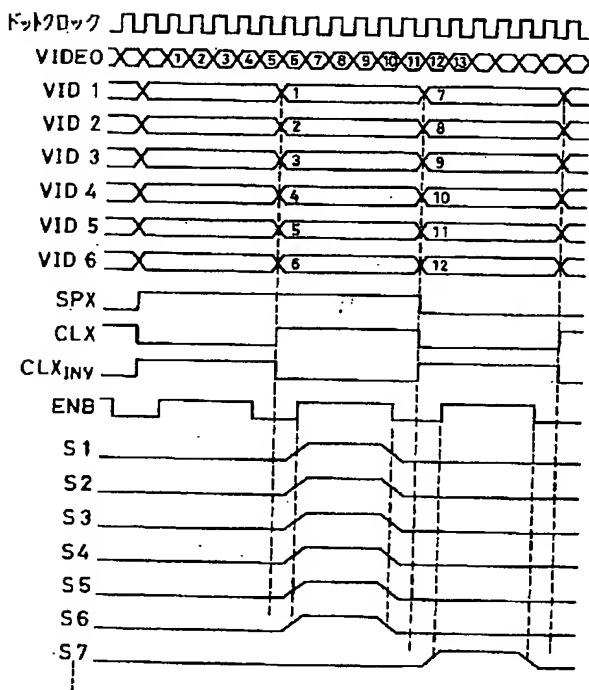 ドットクロック
VIDEO 1 2 3 4 5 6 7 8 9 10 11 12 13
VID 1 1 7
VID 2 2 8
VID 3 3 9
VID 4 4 10
VID 5 5 11
VID 6 6 12
SPX
CLX
CLXINV
ENB
S1
S2
S3
S4
S5
S6
S7